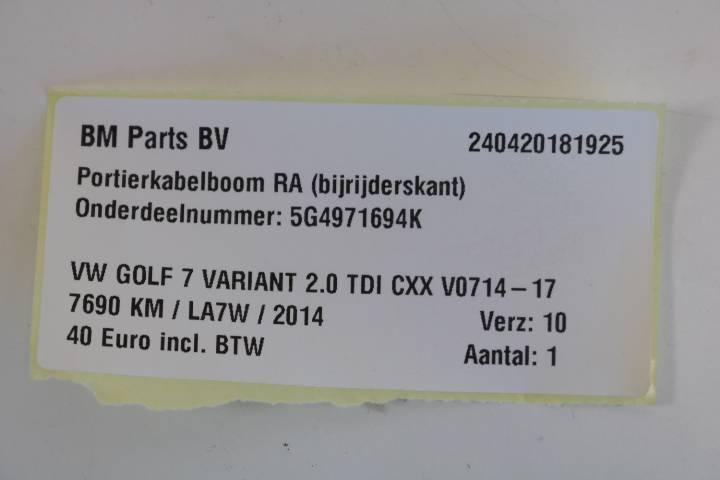 BM Parts BV 240420181925
Portierkabelboom RA (bijrijderskant)
Onderdeelnummer: 5G4971694K
VW GOLF 7 VARIANT 2.0 TDI CXX V0714-17
7690 KM / LA7W / 2014 Verz: 10
40 Euro incl. BTW Aantal: 1